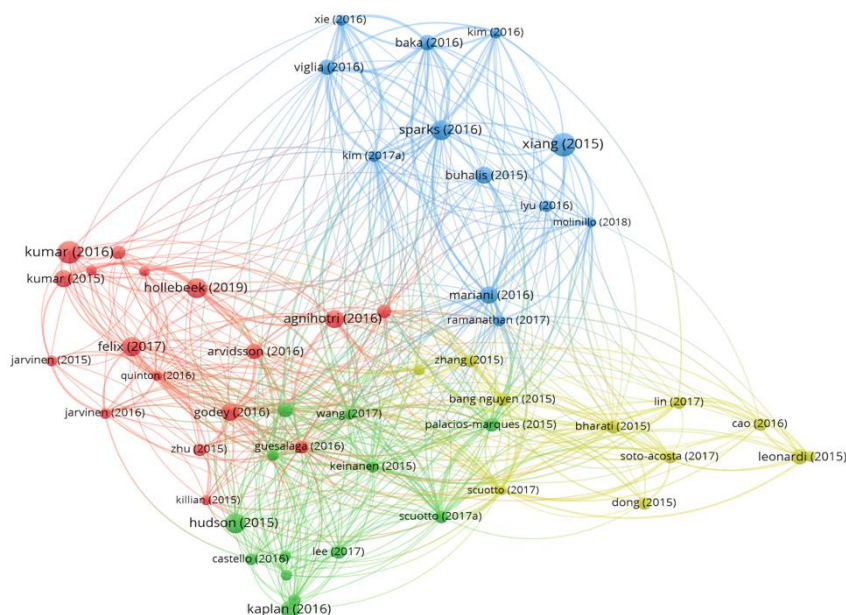 xie (2016)
kim (2016)
baka (2016)
viglia (2016)
sparks (2016)
xiang (2015)
kim (2017a)
buhalis (2015)
lyu (2016)
molinillo (2018)
kumar (2016)
kumar (2015)
hollebeek (2019)
mariani (2016)
agnihotri (2016)
ramanathan (2017)
felix (2017)
arvidsson (2016)
jarvinen (2015)
zhang (2015)
quinton (2016)
bang nguyen (2015)
lin (2017)
jarvinen (2016)
godey (2016)
wang (2017)
palacios-marques (2015)
bharati (2015)
cao (2016)
zhu (2015)
guesalaga (2016)
soto-acosta (2017)
leonardi (2015)
keinanen (2015)
scuotto (2017)
killian (2015)
dong (2015)
hudson (2015)
scuotto (2017a)
castello (2016)
lee (2017)
kaplan (2016)